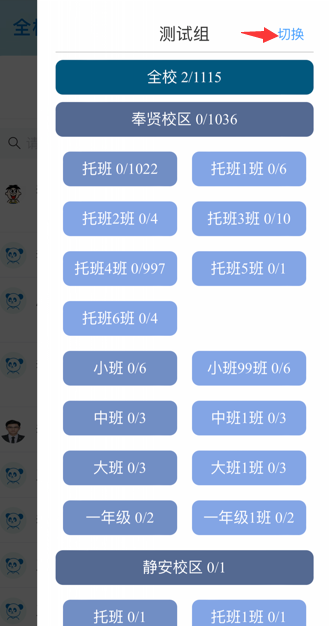 全
测试组
切换
全校 2/1115
奉贤校区 0/1036
托班 0/1022
托班1班 0/6
托班2班 0/4
托班3班 0/10
托班4班 0/997
托班5班 0/1
托班6班 0/4
小班 0/6
小班99班 0/6
中班 0/3
中班1班 0/3
大班 0/3
大班1班 0/3
一年级 0/2
一年级1班 0/2
静安校区 0/1
托班 0/1
托班1班 0/1